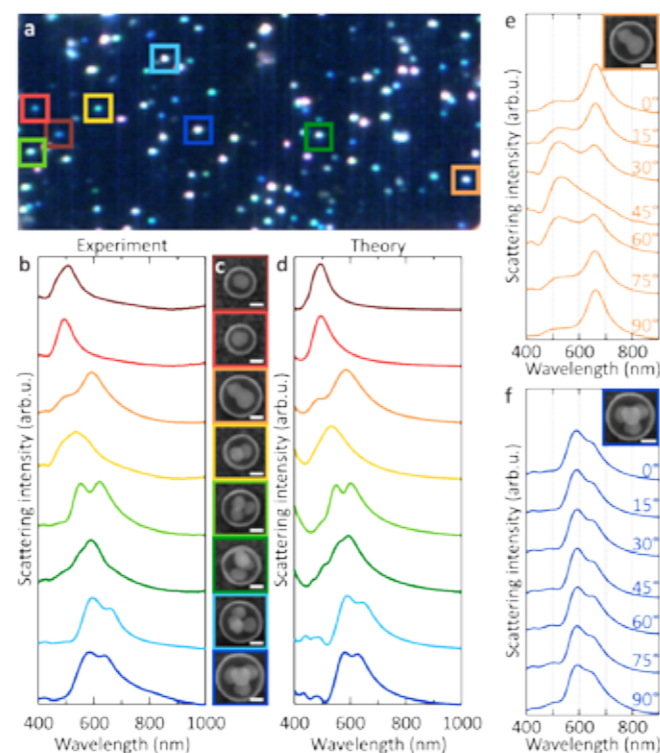 a
Experiment
Theory
b
c
d
Scattering intensity (arb.u.)
Scattering intensity (arb.u.)
400 600 800 1000
400 600 800 1000
Wavelength (nm)
Wavelength (nm)
e
Scattering intensity (arb.u.)
0°
15°
30°
45°
60°
75°
90°
400 600 800
Wavelength (nm)
f
Scattering intensity (arb.u.)
0°
15°
30°
45°
60°
75°
90°
400 600 800
Wavelength (nm)